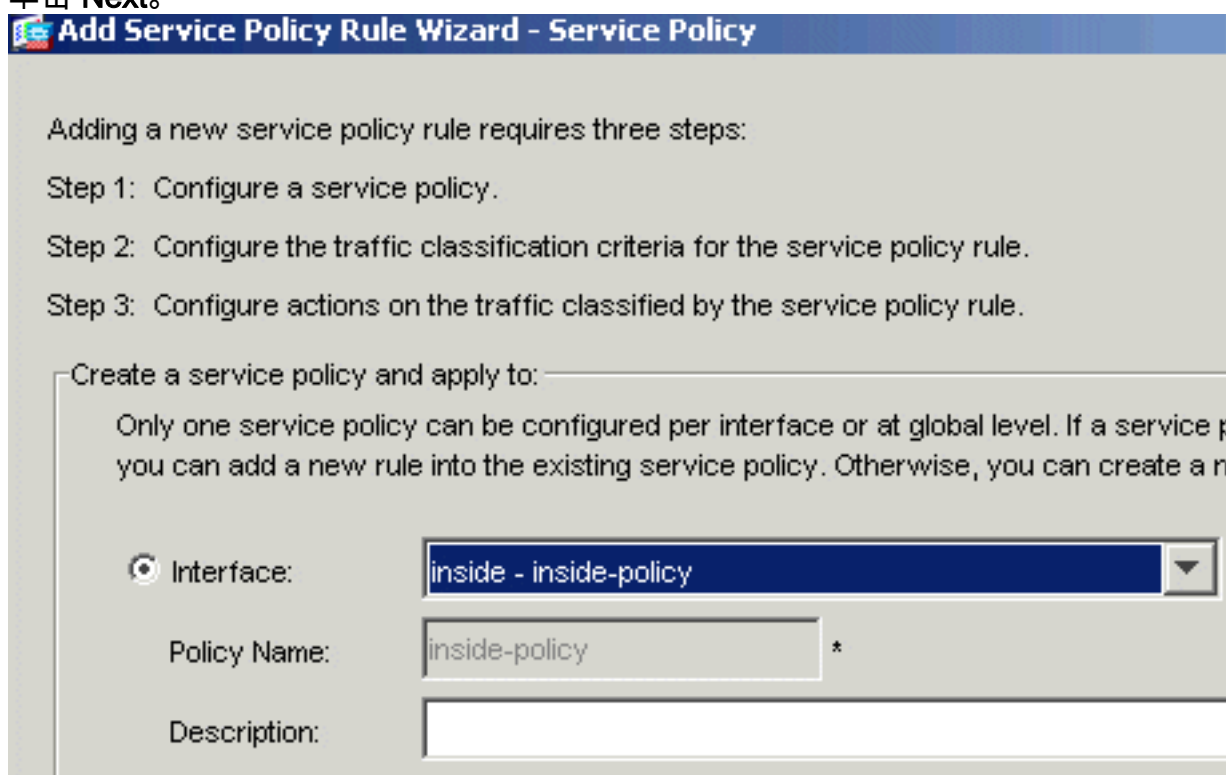 单击 Next。
Add Service Policy Rule Wizard - Service Policy
Adding a new service policy rule requires three steps:
Step 1: Configure a service policy.
Step 2: Configure the traffic classification criteria for the service policy rule.
Step 3: Configure actions on the traffic classified by the service policy rule.
Create a service policy and apply to:
Only one service policy can be configured per interface or at global level. If a service
you can add a new rule into the existing service policy. Otherwise, you can create a
Interface: inside - inside-policy
Policy Name: inside-policy *
Description: